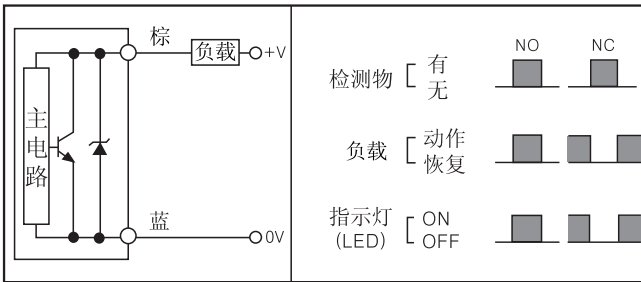 棕
负载
+V
主电路
蓝
0V
NO NC
检测物 有
无
负载 动作
恢复
指示灯 ON
(LED) OFF